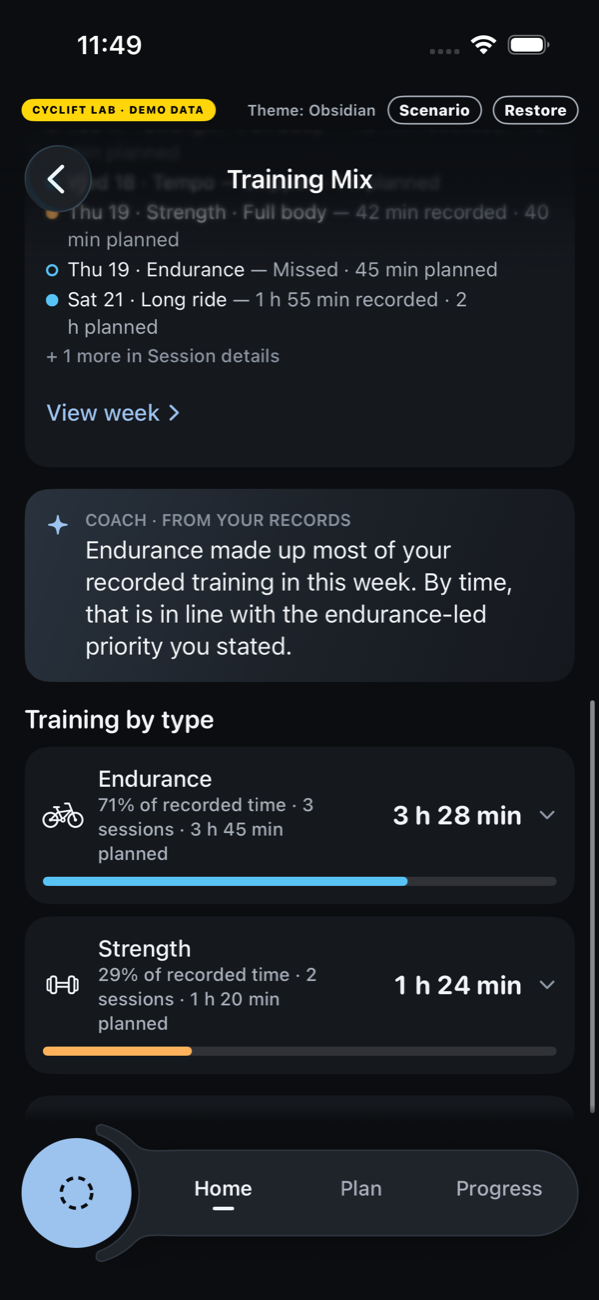 11:49
CYCLIFT LAB · DEMO DATA
Theme: Obsidian
Scenario
Restore
Training Mix
Thu 19 · Strength · Full body — 42 min recorded · 40
min planned
Thu 19 · Endurance — Missed · 45 min planned
Sat 21 · Long ride — 1 h 55 min recorded · 2
h planned
+ 1 more in Session details
View week
COACH · FROM YOUR RECORDS
Endurance made up most of your
recorded training in this week. By time,
that is in line with the endurance-led
priority you stated.
Training by type
Endurance
71% of recorded time · 3
sessions · 3 h 45 min
planned
3 h 28 min
Strength
29% of recorded time · 2
sessions · 1 h 20 min
planned
1 h 24 min
Home
Plan
Progress